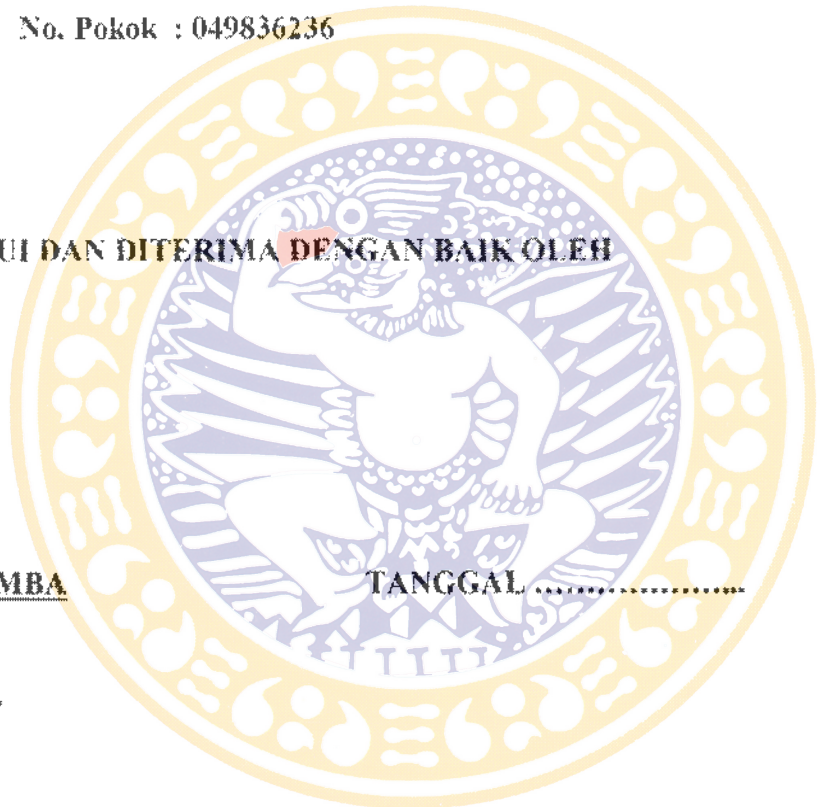 No. Pokok : 049836236
UI DAN DITERIMA DENGAN BAIK OLEH
MBA
TANGGAL ........................